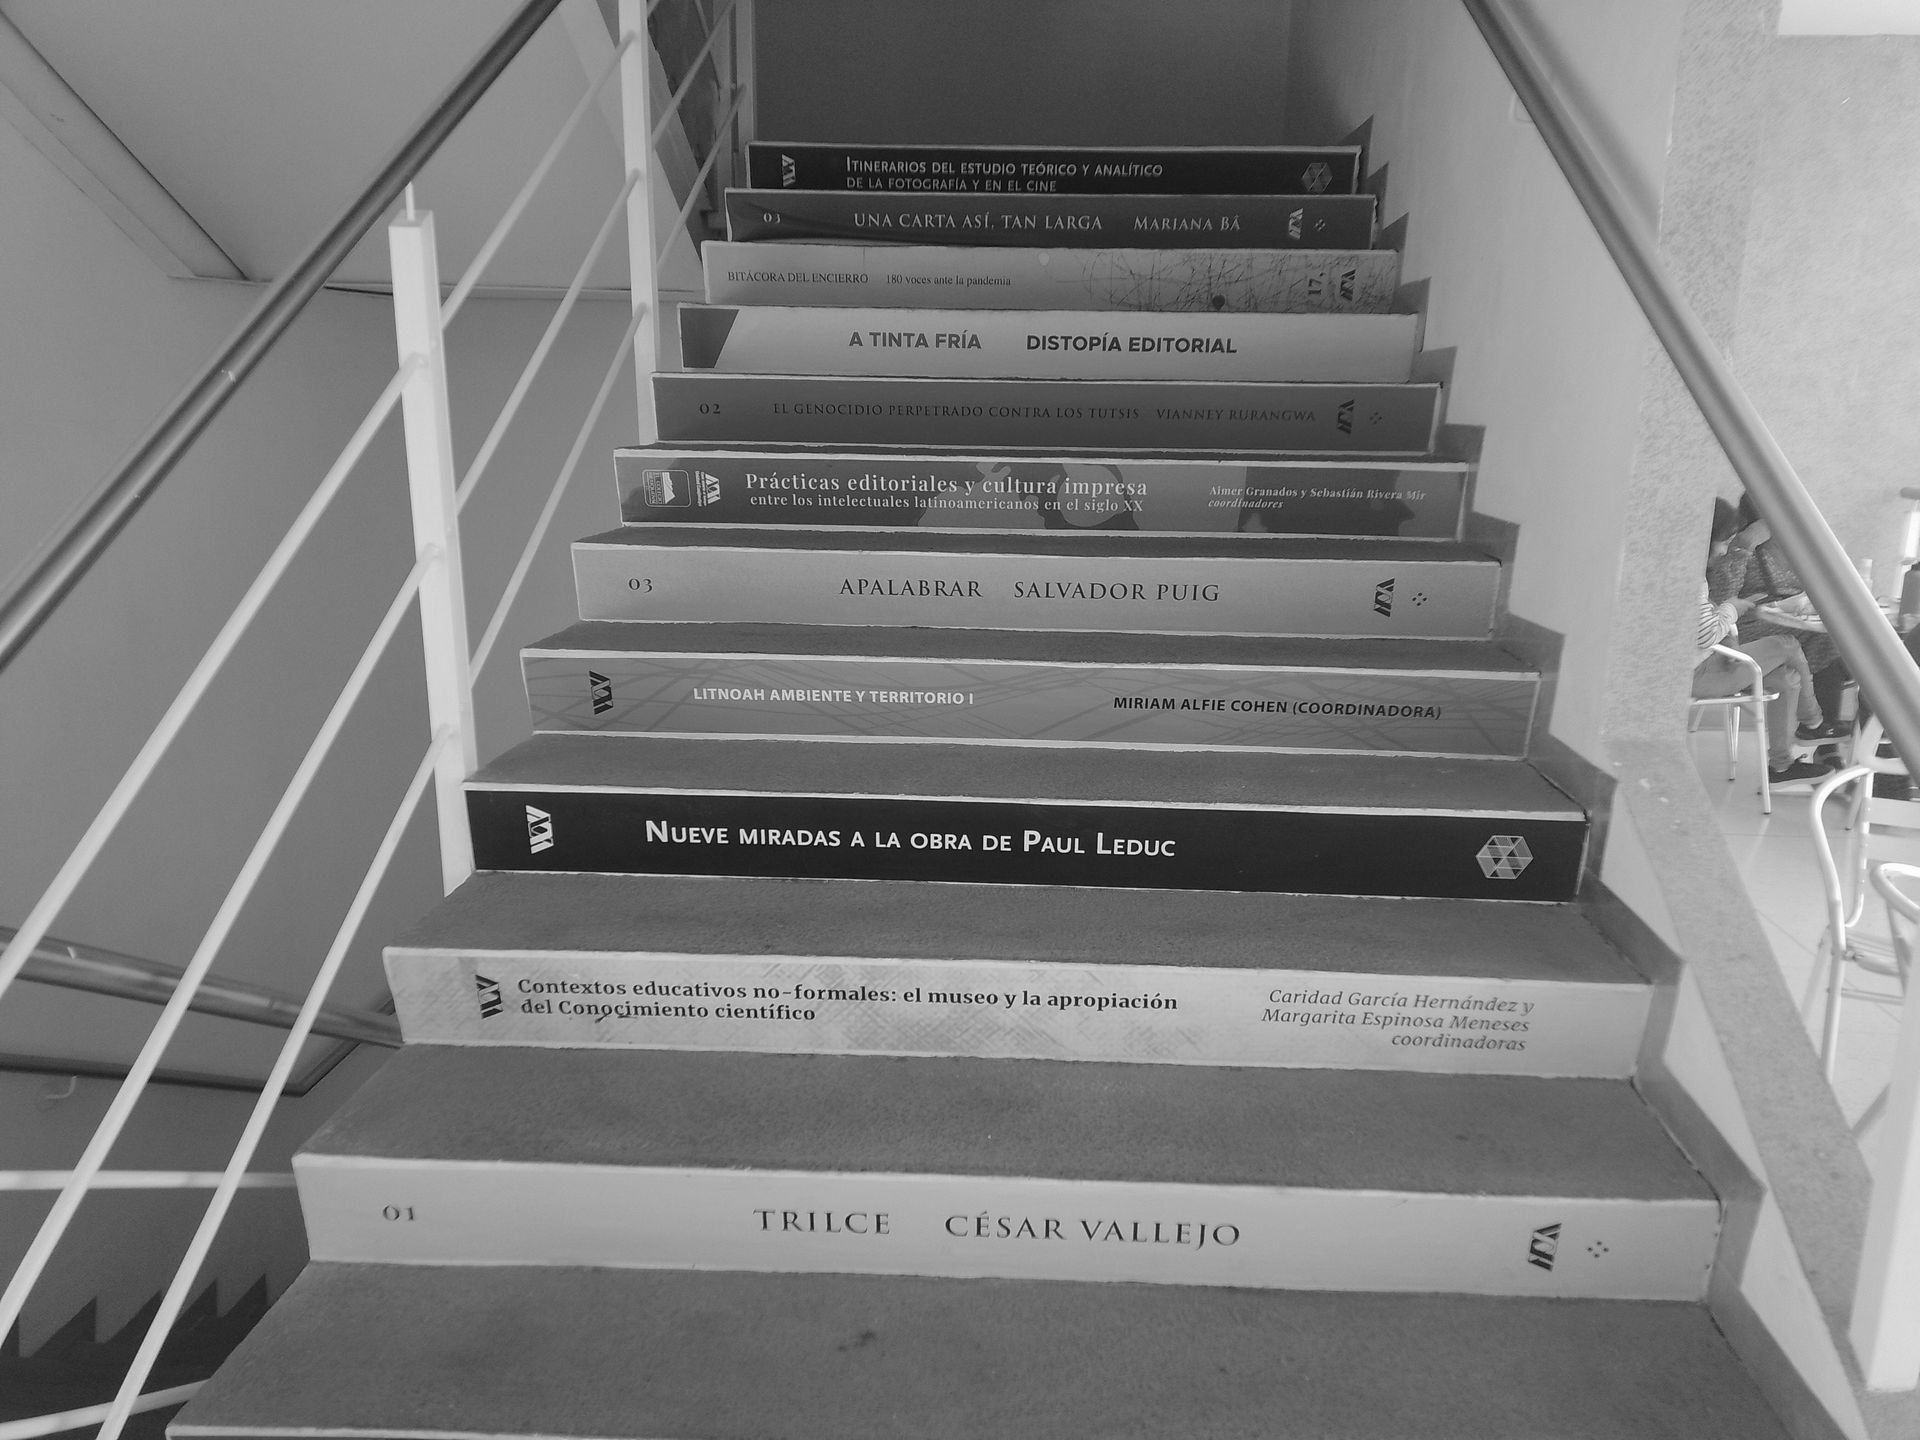 ITINERARIOS DEL ESTUDIO TEÓRICO Y ANALÍTICO
DE LA FOTOGRAFÍA Y EN EL CINE
03 UNA CARTA ASÍ, TAN LARGA MARIANA BÂ
BITÁCORA DEL ENCIERRO 180 voces ante la pandemia 17,
A TINTA FRÍA DISTOPÍA EDITORIAL
02 EL GENOCIDIO PERPETRADO CONTRA LOS TUTSIS VIANNEY RURANGWA
Prácticas editoriales y cultura impresa
entre los intelectuales latinoamericanos en el siglo XX
Aimer Granados y Sebastián Rivera Mir
coordinadores
03 APALABRAR SALVADOR PUIG
LITNOAH AMBIENTE Y TERRITORIO I MIRIAM ALFIE COHEN (COORDINADORA)
NUEVE MIRADAS A LA OBRA DE PAUL LEDUC
Contextos educativos no-formales: el museo y la apropiación
del Conocimiento científico
Caridad García Hernández y
Margarita Espinosa Meneses
coordinadoras
01 TRILCE CÉSAR VALLEJO